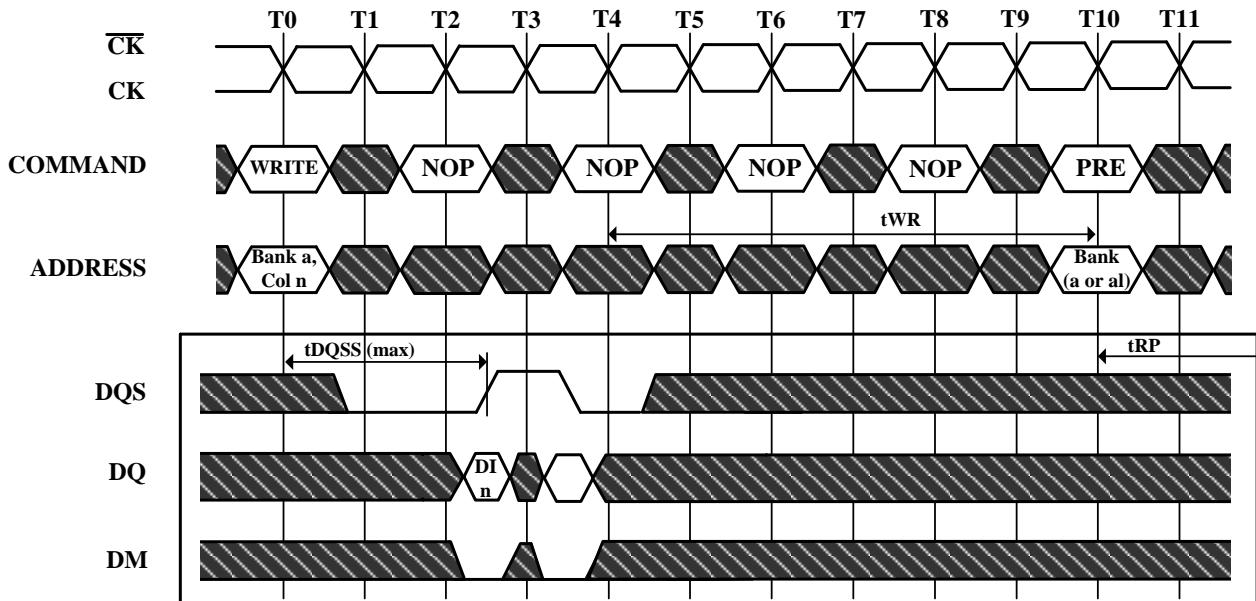 T0 T1 T2 T3 T4 T5 T6 T7 T8 T9 T10 T11
CK
CK
COMMAND WRITE NOP NOP NOP NOP PRE
tWR
ADDRESS Bank a, Col n Bank (a or al)
tDQSS (max) tRP
DQS
DQ DI n
DM